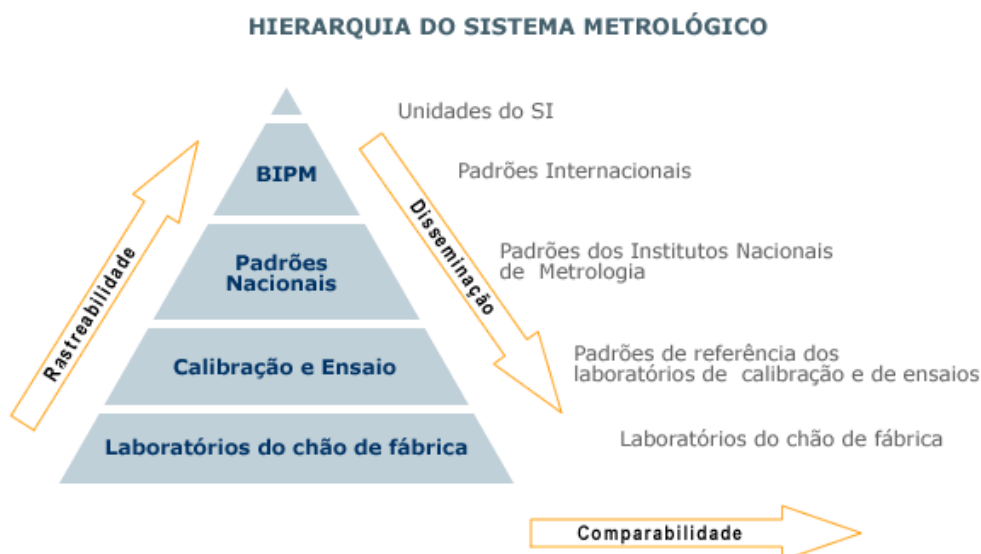 HIERARQUIA DO SISTEMA METROLÓGICO
Unidades do SI
BIPM
Padrões Internacionais
Rastreabilidade
Disseminação
Padrões
Nacionais
Padrões dos Institutos Nacionais
de  Metrologia
Calibração e Ensaio
Padrões de referência dos
laboratórios de  calibração e de ensaios
Laboratórios do chão de fábrica
Laboratórios do chão de fábrica
Comparabilidade